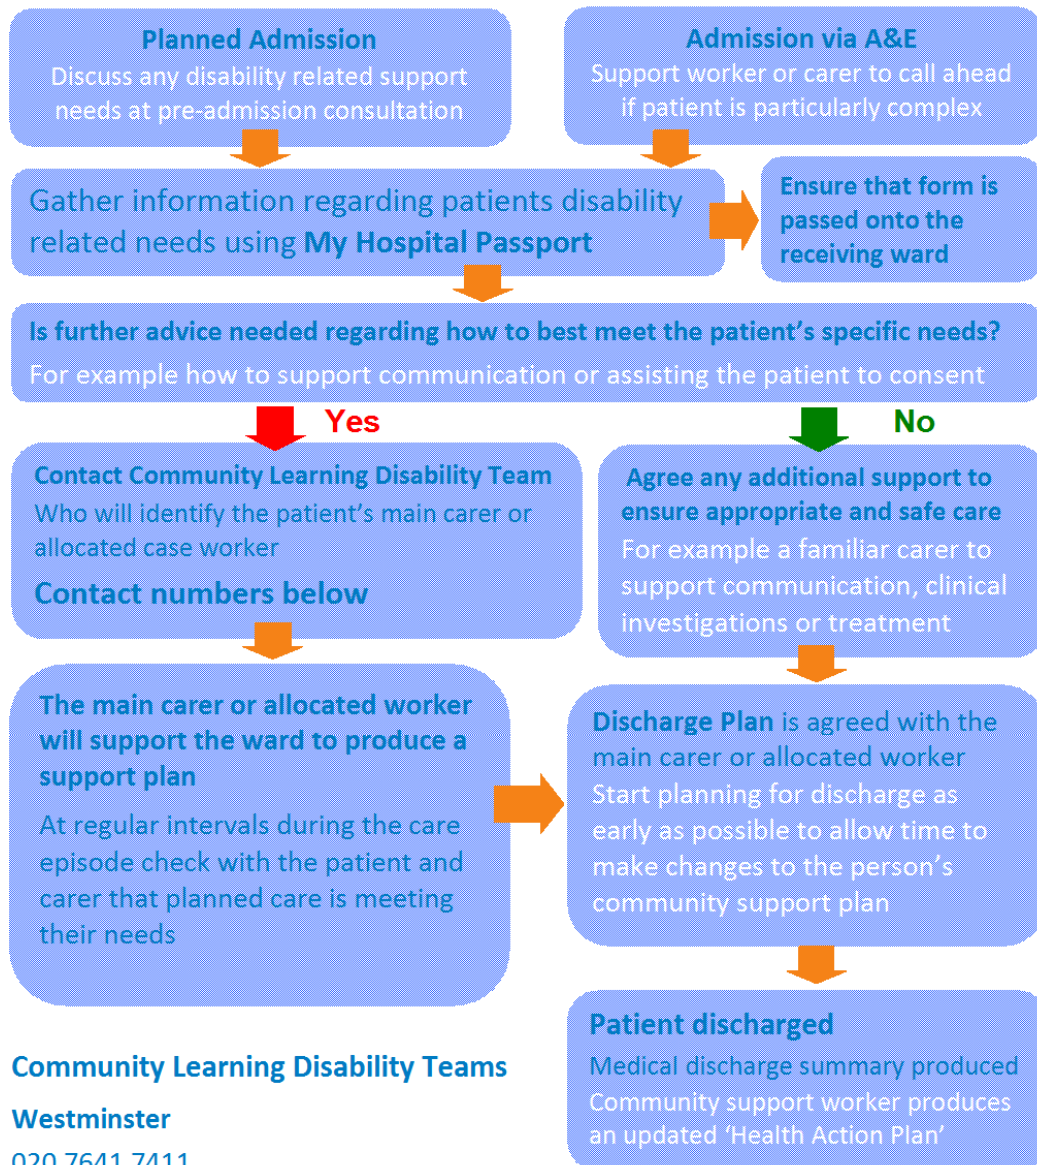 Planned Admission
Discuss any disability related support
needs at pre-admission consultation
Admission via A&E
Support worker or carer to call ahead
if patient is particularly complex
Gather information regarding patients disability
related needs using My Hospital Passport
Ensure that form is
passed onto the
receiving ward
Is further advice needed regarding how to best meet the patient's specific needs?
For example how to support communication or assisting the patient to consent
Yes
No
Contact Community Learning Disability Team
Who will identify the patient's main carer or
allocated case worker
Contact numbers below
Agree any additional support to
ensure appropriate and safe care
For example a familiar carer to
support communication, clinical
investigations or treatment
The main carer or allocated worker
will support the ward to produce a
support plan
At regular intervals during the care
episode check with the patient and
carer that planned care is meeting
their needs
Discharge Plan is agreed with the
main carer or allocated worker
Start planning for discharge as
early as possible to allow time to
make changes to the person's
community support plan
Patient discharged
Medical discharge summary produced
Community support worker produces
an updated 'Health Action Plan'
Community Learning Disability Teams
Westminster
020 7641 7411